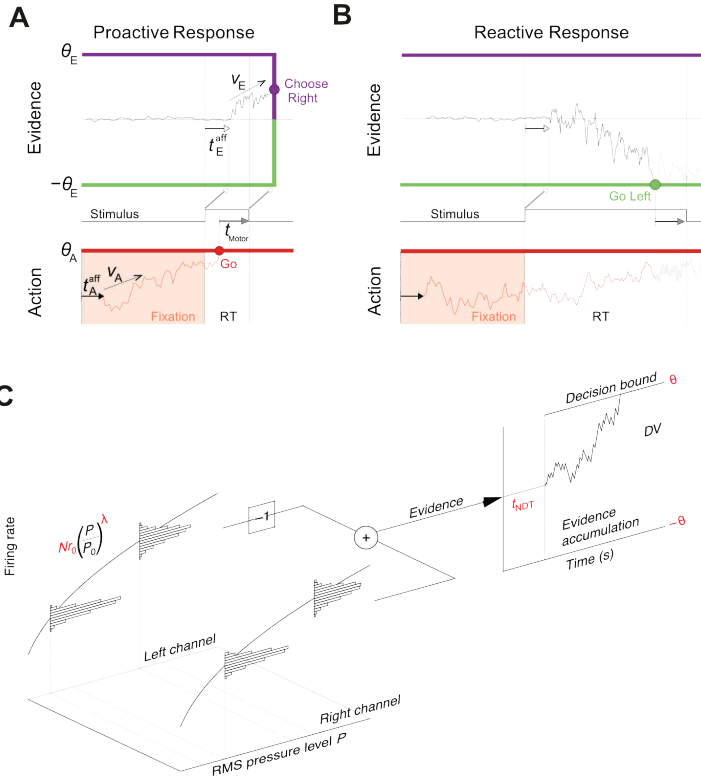 A
Proactive Response
θE
Evidence
vE
Choose
Right
tEaff
−θE
Stimulus
tMotor
θA
Go
Action
tAaff
vA
Fixation
RT
B
Reactive Response
Go Left
Stimulus
Fixation
RT
C
Decision bound
θ
DV
Evidence
tNDT
Evidence
accumulation
−θ
Time (s)
−1
+
Firing rate
Nr0(P/P0)λ
Left channel
Right channel
RMS pressure level P